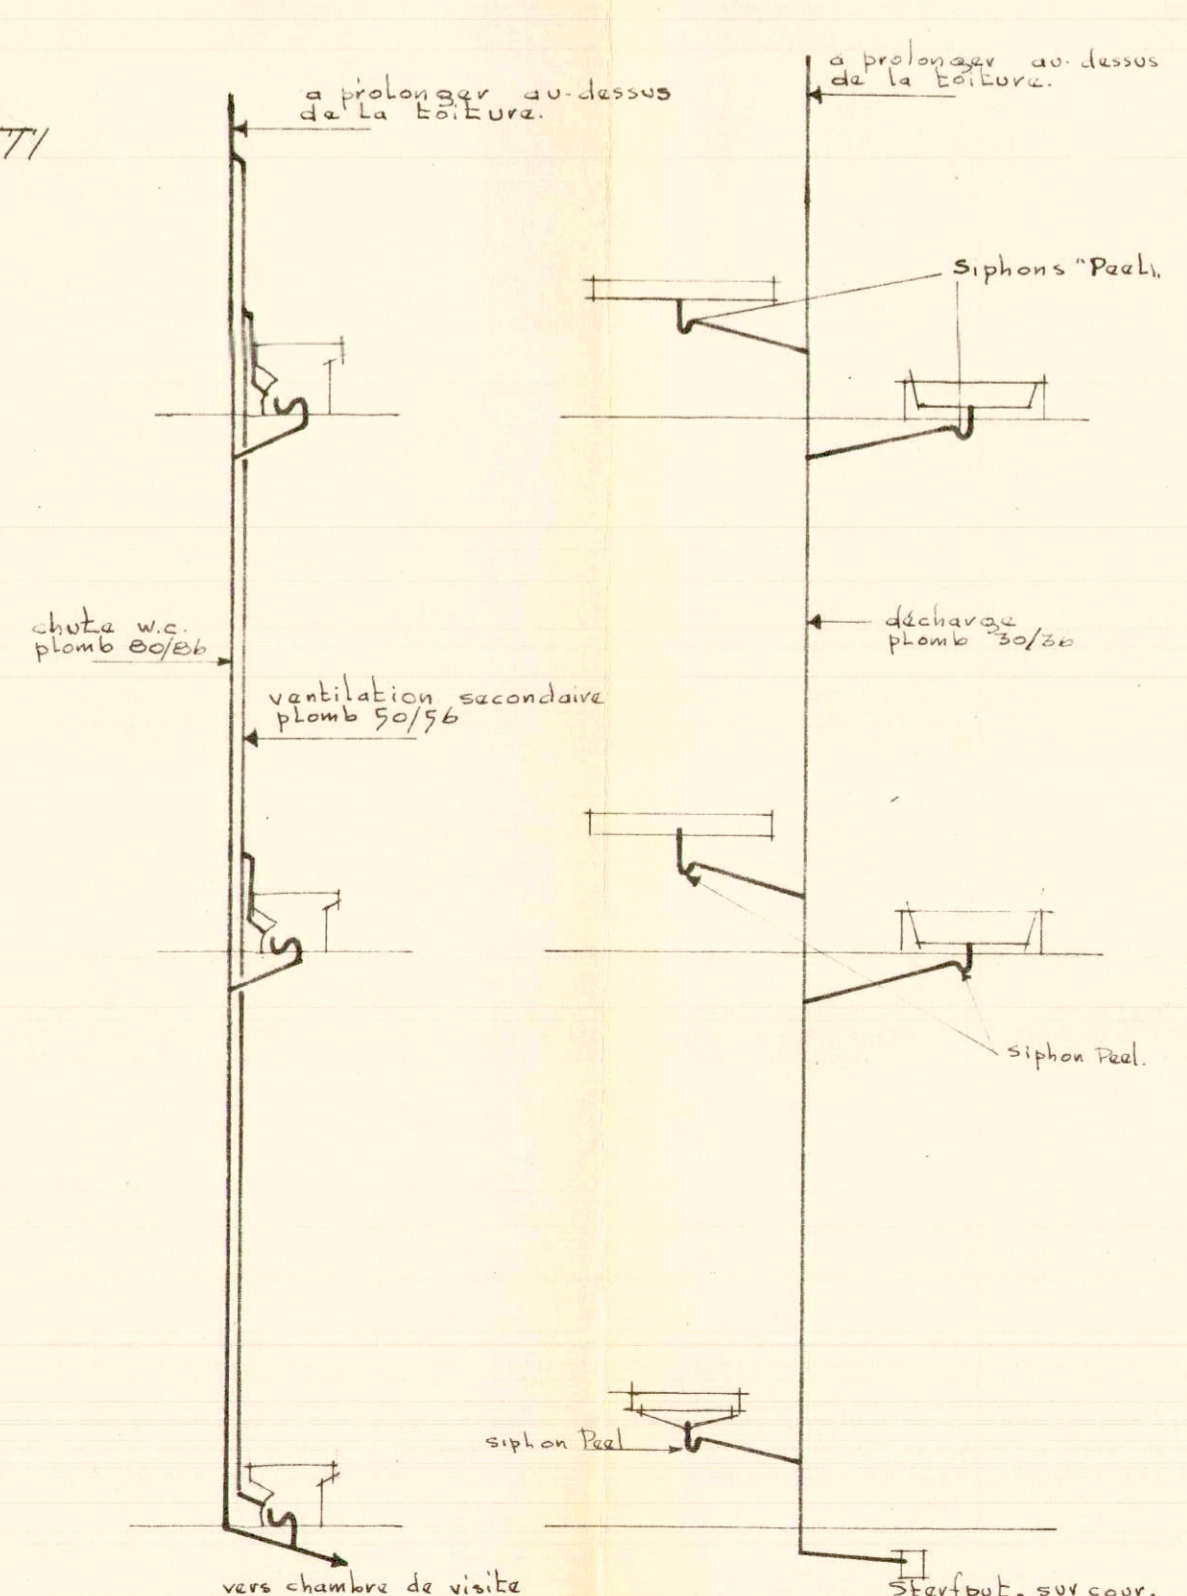 a prolonger au-dessus
de la toiture.
a prolonger au-dessus
de la toiture.
Siphons "Peel".
chute w.c.
plomb 80/86
décharge
plomb 30/36
ventilation secondaire
plomb 50/56
siphon Peel.
siphon Peel
vers chambre de visite
Sterfput. sur cour.